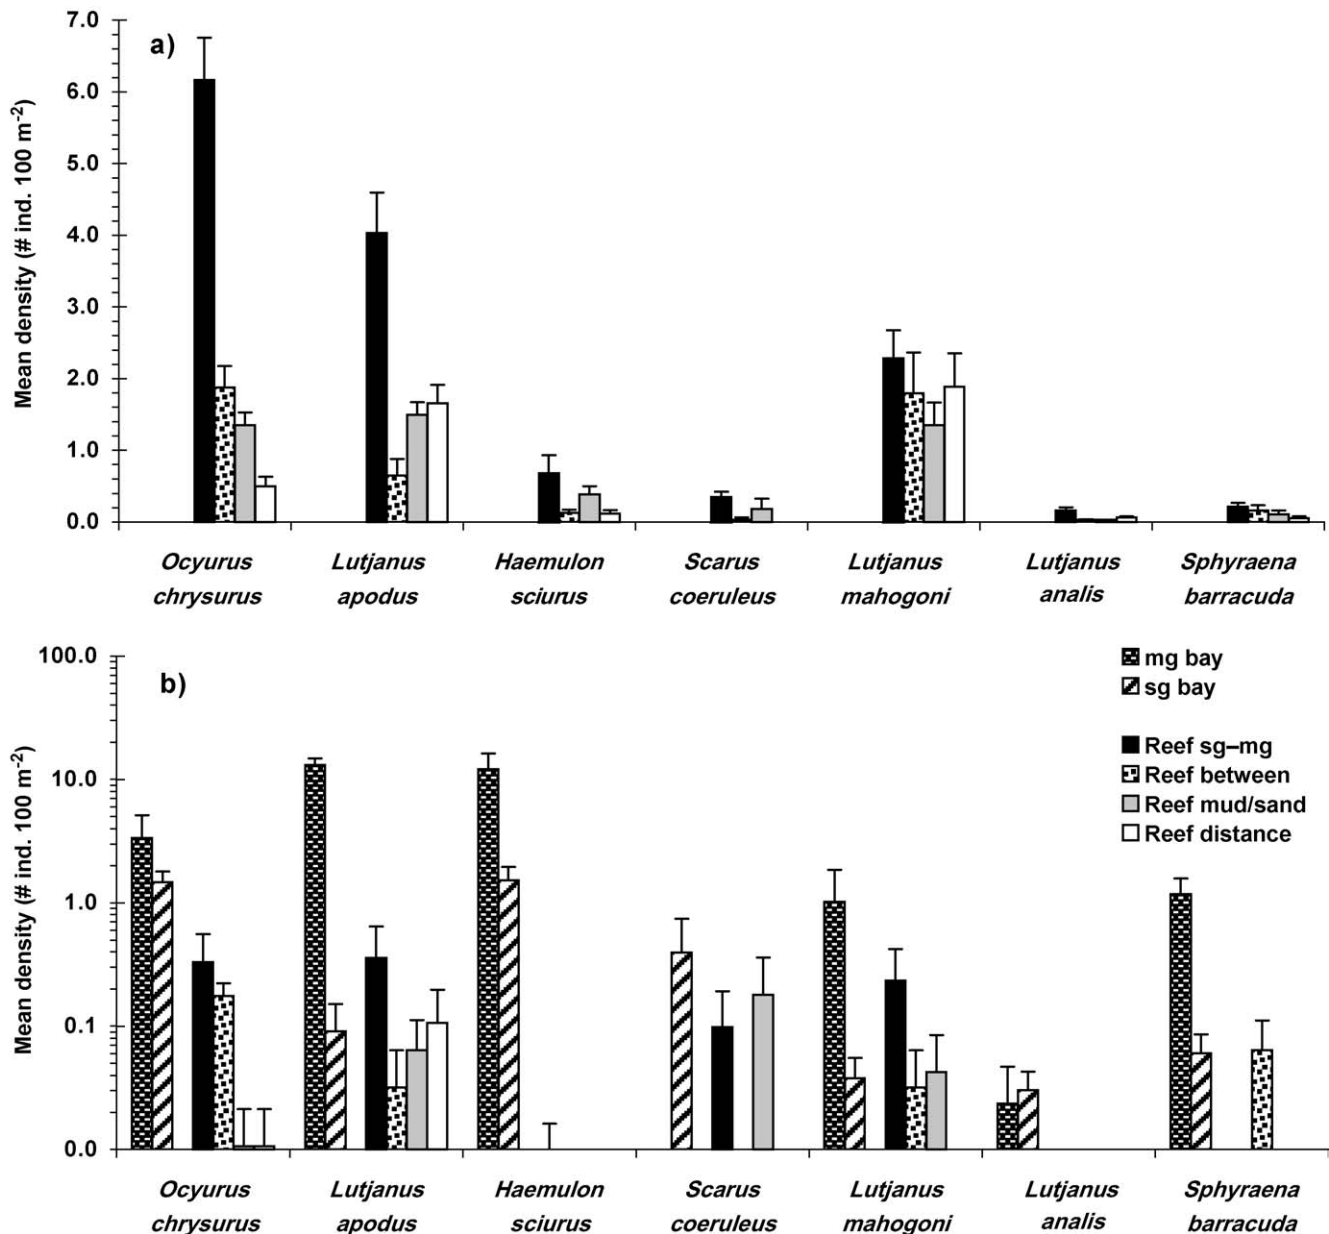 a)
Mean density (# ind. 100 m⁻²)
7.0
6.0
5.0
4.0
3.0
2.0
1.0
0.0
Ocyurus chrysurus
Lutjanus apodus
Haemulon sciurus
Scarus coeruleus
Lutjanus mahogoni
Lutjanus analis
Sphyraena barracuda
b)
Mean density (# ind. 100 m⁻²)
100.0
10.0
1.0
0.1
0.0
mg bay
sg bay
Reef sg–mg
Reef between
Reef mud/sand
Reef distance
Ocyurus chrysurus
Lutjanus apodus
Haemulon sciurus
Scarus coeruleus
Lutjanus mahogoni
Lutjanus analis
Sphyraena barracuda